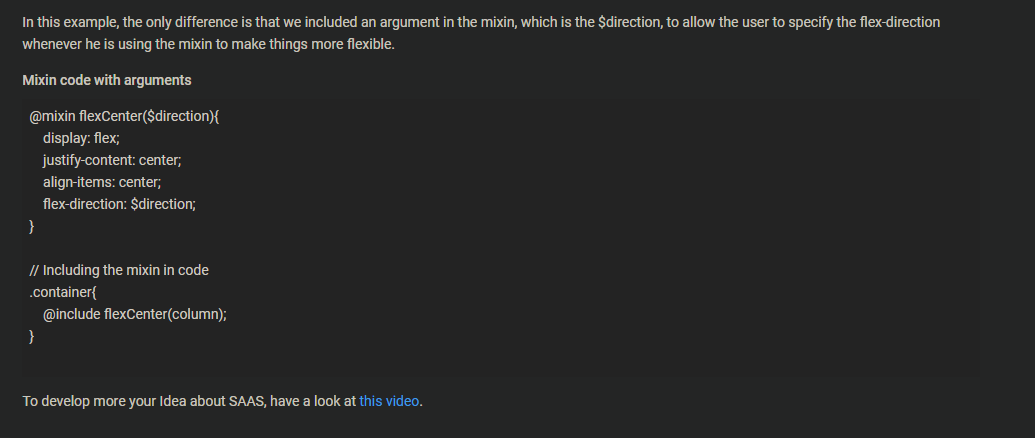 In this example, the only difference is that we included an argument in the mixin, which is the $direction, to allow the user to specify the flex-direction
whenever he is using the mixin to make things more flexible.
Mixin code with arguments
@mixin flexCenter($direction){
display: flex;
justify-content: center;
align-items: center;
flex-direction: $direction;
}
// Including the mixin in code
.container{
@include flexCenter(column);
}
To develop more your Idea about SAAS, have a look at this video.